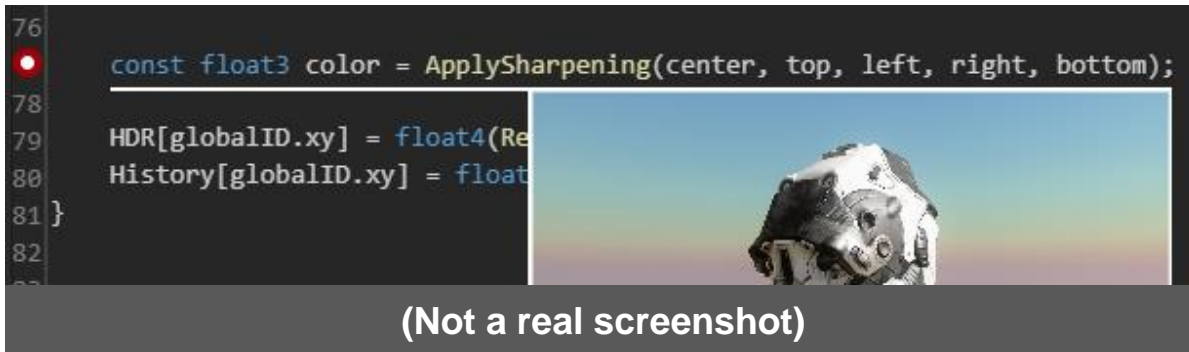 76
const float3 color = ApplySharpening(center, top, left, right, bottom);
78
79 HDR[globalID.xy] = float4(Re
80 History[globalID.xy] = float
81 }
82
(Not a real screenshot)